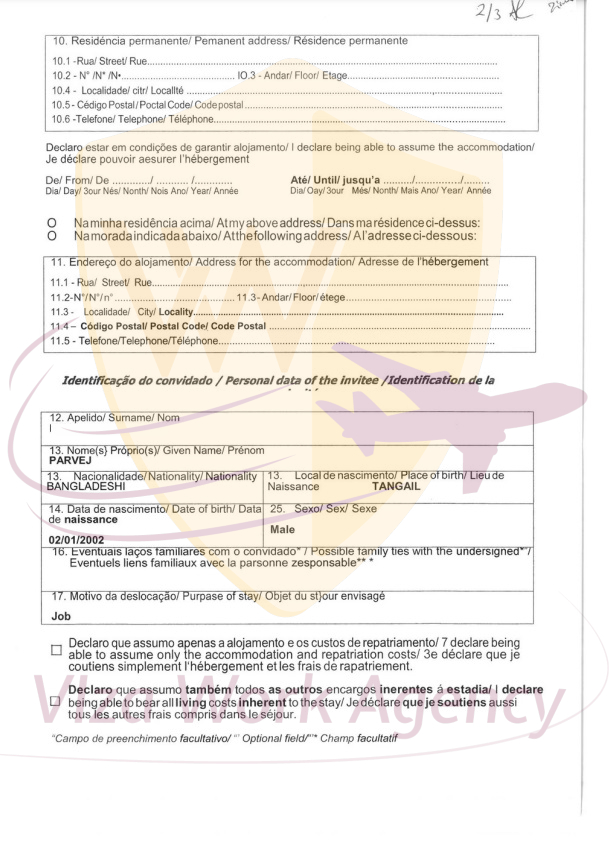 2/3
10. Residência permanente/ Pemanent address/ Résidence permanente
10.1 -Rua/ Street/ Rue
10.2 - N° /N° /N•........ IO.3 - Andar/ Floor/ Etage
10.4 - Localidade/ citr/ Localité
10.5 - Código Postal / Portal Code/ Code postal
10.6 -Telefone/ Telephone/ Téléphone
Declaro estar em condições de garantir alojamento/ I declare being able to assume the accommodation/
Je déclare pouvoir aesurer l'hébergement
De/ From/ De ............/ .......... /............ Até/ Until/ jusqu'a ........../............../........
Dia/ Day/ 3our Nés/ North/ Nois Ano/ Year/ Année Dia/ Oay/ 3our Més/ North/ Mais Ano/ Year/ Année
O Na minha residência acima/ At my above address/ Dans ma résidence ci-dessus:
O Na morada indicada abaixo/ At the following address/ A l'adresse ci-dessous:
11. Endereço do alojamento/ Address for the accommodation/ Adresse de l'hébergement
11.1 - Rua/ Street/ Rue
11.2-N°/N°/n° ........ 11.3-Andar/ Floor/ étege
11.3 - Localidade/ City/ Locality
11.4 – Código Postal/ Postal Code/ Code Postal
11.5 - Telefone/Telephone/Téléphone
Identificação do convidado / Personal data of the invitee /Identification de la
12. Apelido/ Surname/ Nom
13. Nome(s} Próprio(s)/ Given Name/ Prénom
PARVEJ
13. Nacionalidade/ Nationality/ Nationality
BANGLADESHI
13. Local de nascimento/ Place of birth/ Lieu de
Naissance TANGAIL
14. Data de nascimento/ Date of birth/ Data
de naissance
02/01/2002
25. Sexo/ Sex/ Sexe
Male
16. Eventuais laços familiares com o convidado* / Possible family ties with the undersigned*'/
Eventuels liens familiaux avec la parsonne zesponsable** *
17. Motivo da deslocação/ Purpase of stay/ Objet du st)our envisagé
Job
Declaro que assumo apenas a alojamento e os custos de repatriamento/ 7 declare being
able to assume only the accommodation and repatriation costs/ 3e déclare que je
coutiens simplement l'hébergement et les frais de rapatriement.
Declaro que assumo também todos as outros encargos inerentes á estadia/ I declare
being able to bear all living costs inherent to the stay/ Je déclare que je soutiens aussi
tous les autres frais compris dans le séjour.
"Campo de preenchimento facultativo/ "' Optional field/""* Champ facultatif
Visa Work Agency